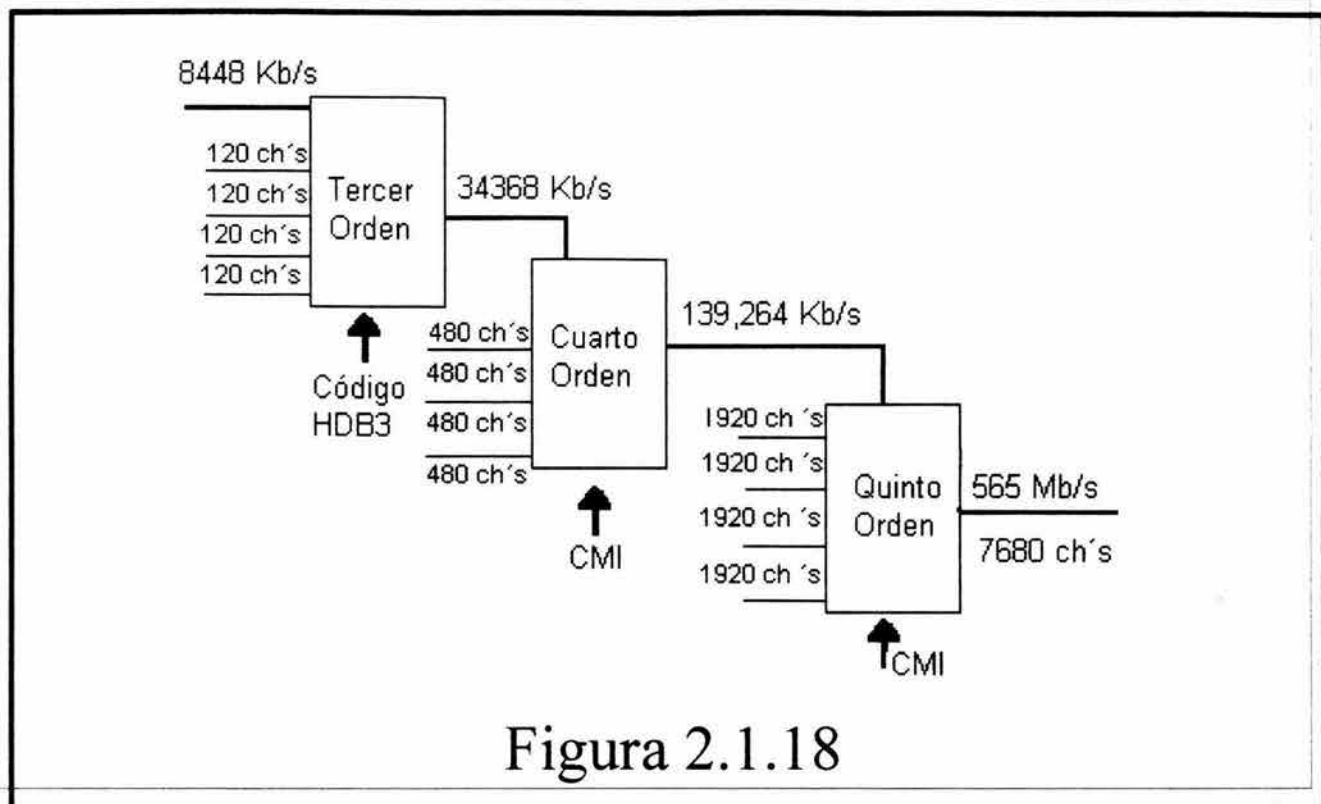 8448 Kb/s
120 ch´s
120 ch´s
120 ch´s
120 ch´s
Tercer
Orden
34368 Kb/s
Código
HDB3
480 ch´s
480 ch´s
480 ch´s
480 ch´s
Cuarto
Orden
139,264 Kb/s
CMI
1920 ch ´s
1920 ch ´s
1920 ch ´s
1920 ch ´s
Quinto
Orden
565 Mb/s
7680 ch´s
CMI
Figura 2.1.18